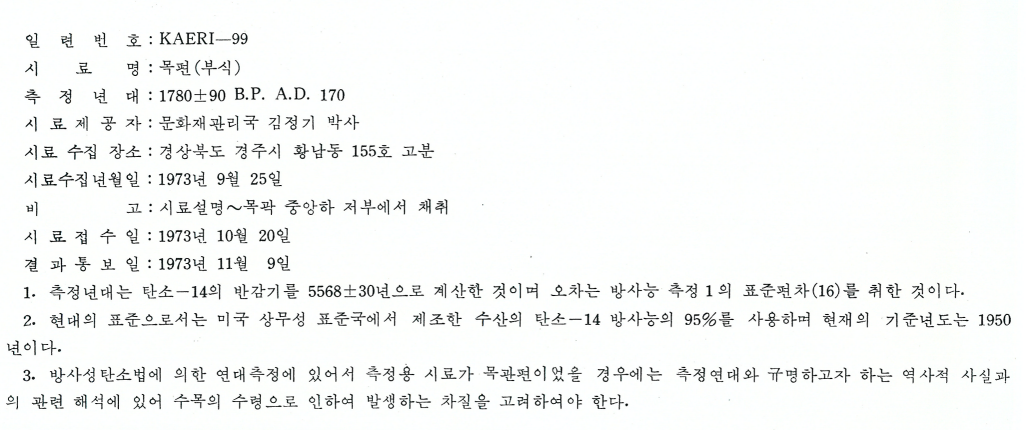 일 련 번 호 : KAERI—99
시 료 명 : 목편(부식)
측 정 년 대 : 1780±90 B.P. A.D. 170
시 료 제 공 자 : 문화재관리국 김정기 박사
시료 수집 장소 : 경상북도 경주시 황남동 155호 고분
시료수집년월일 : 1973년 9월 25일
비 고 : 시료설명～목곽 중앙하 저부에서 채취
시 료 접 수 일 : 1973년 10월 20일
결 과 통 보 일 : 1973년 11월 9일
1. 측정년대는 탄소−14의 반감기를 5568±30년으로 계산한 것이며 오차는 방사능 측정 1의 표준편차(16)를 취한 것이다.
2. 현대의 표준으로서는 미국 상무성 표준국에서 제조한 수산의 탄소−14 방사능의 95%를 사용하며 현재의 기준년도는 1950
년이다.
3. 방사성탄소법에 의한 연대측정에 있어서 측정용 시료가 목관편이었을 경우에는 측정연대와 규명하고자 하는 역사적 사실과
의 관련 해석에 있어 수목의 수령으로 인하여 발생하는 차질을 고려하여야 한다.